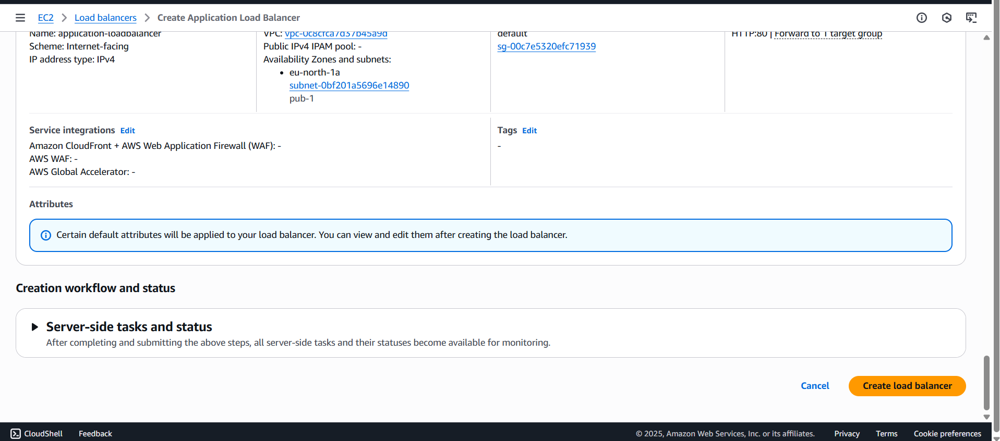 EC2 > Load balancers > Create Application Load Balancer
Name: application-loadbalancer
Scheme: Internet-facing
IP address type: IPv4
VPC: vpc-0c8cfca7d37b45a9d
Public IPv4 IPAM pool: -
Availability Zones and subnets:
• eu-north-1a
subnet-0bf201a5696e14890
pub-1
default
sg-00c7e5320efc71939
HTTP:80 | Forward to 1 target group
Service integrations Edit
Amazon CloudFront + AWS Web Application Firewall (WAF): -
AWS WAF: -
AWS Global Accelerator: -
Tags Edit
-
Attributes
Certain default attributes will be applied to your load balancer. You can view and edit them after creating the load balancer.
Creation workflow and status
Server-side tasks and status
After completing and submitting the above steps, all server-side tasks and their statuses become available for monitoring.
Cancel
Create load balancer
CloudShell Feedback © 2025, Amazon Web Services, Inc. or its affiliates. Privacy Terms Cookie preferences